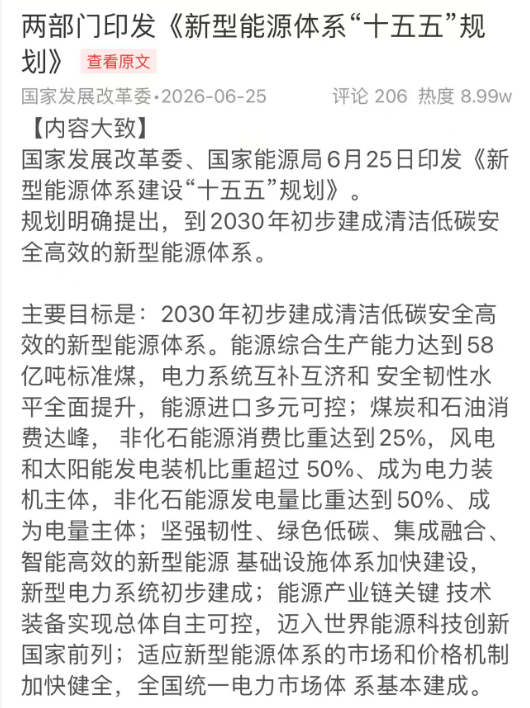 两部门印发《新型能源体系“十五五”规
划》 查看原文
国家发展改革委·2026-06-25 评论 206 热度 8.99w
【内容大致】
国家发展改革委、国家能源局6月25日印发《新
型能源体系建设“十五五”规划》。
规划明确提出，到2030年初步建成清洁低碳安
全高效的新型能源体系。
主要目标是：2030年初步建成清洁低碳安全高
效的新型能源体系。能源综合生产能力达到58
亿吨标准煤，电力系统互补互济和 安全韧性水
平全面提升，能源进口多元可控；煤炭和石油消
费达峰， 非化石能源消费比重达到25%，风电
和太阳能发电装机比重超过 50%、成为电力装
机主体，非化石能源发电量比重达到50%、成
为电量主体；坚强韧性、绿色低碳、集成融合、
智能高效的新型能源 基础设施体系加快建设，
新型电力系统初步建成；能源产业链关键 技术
装备实现总体自主可控，迈入世界能源科技创新
国家前列；适应新型能源体系的市场和价格机制
加快健全，全国统一电力市场体 系基本建成。